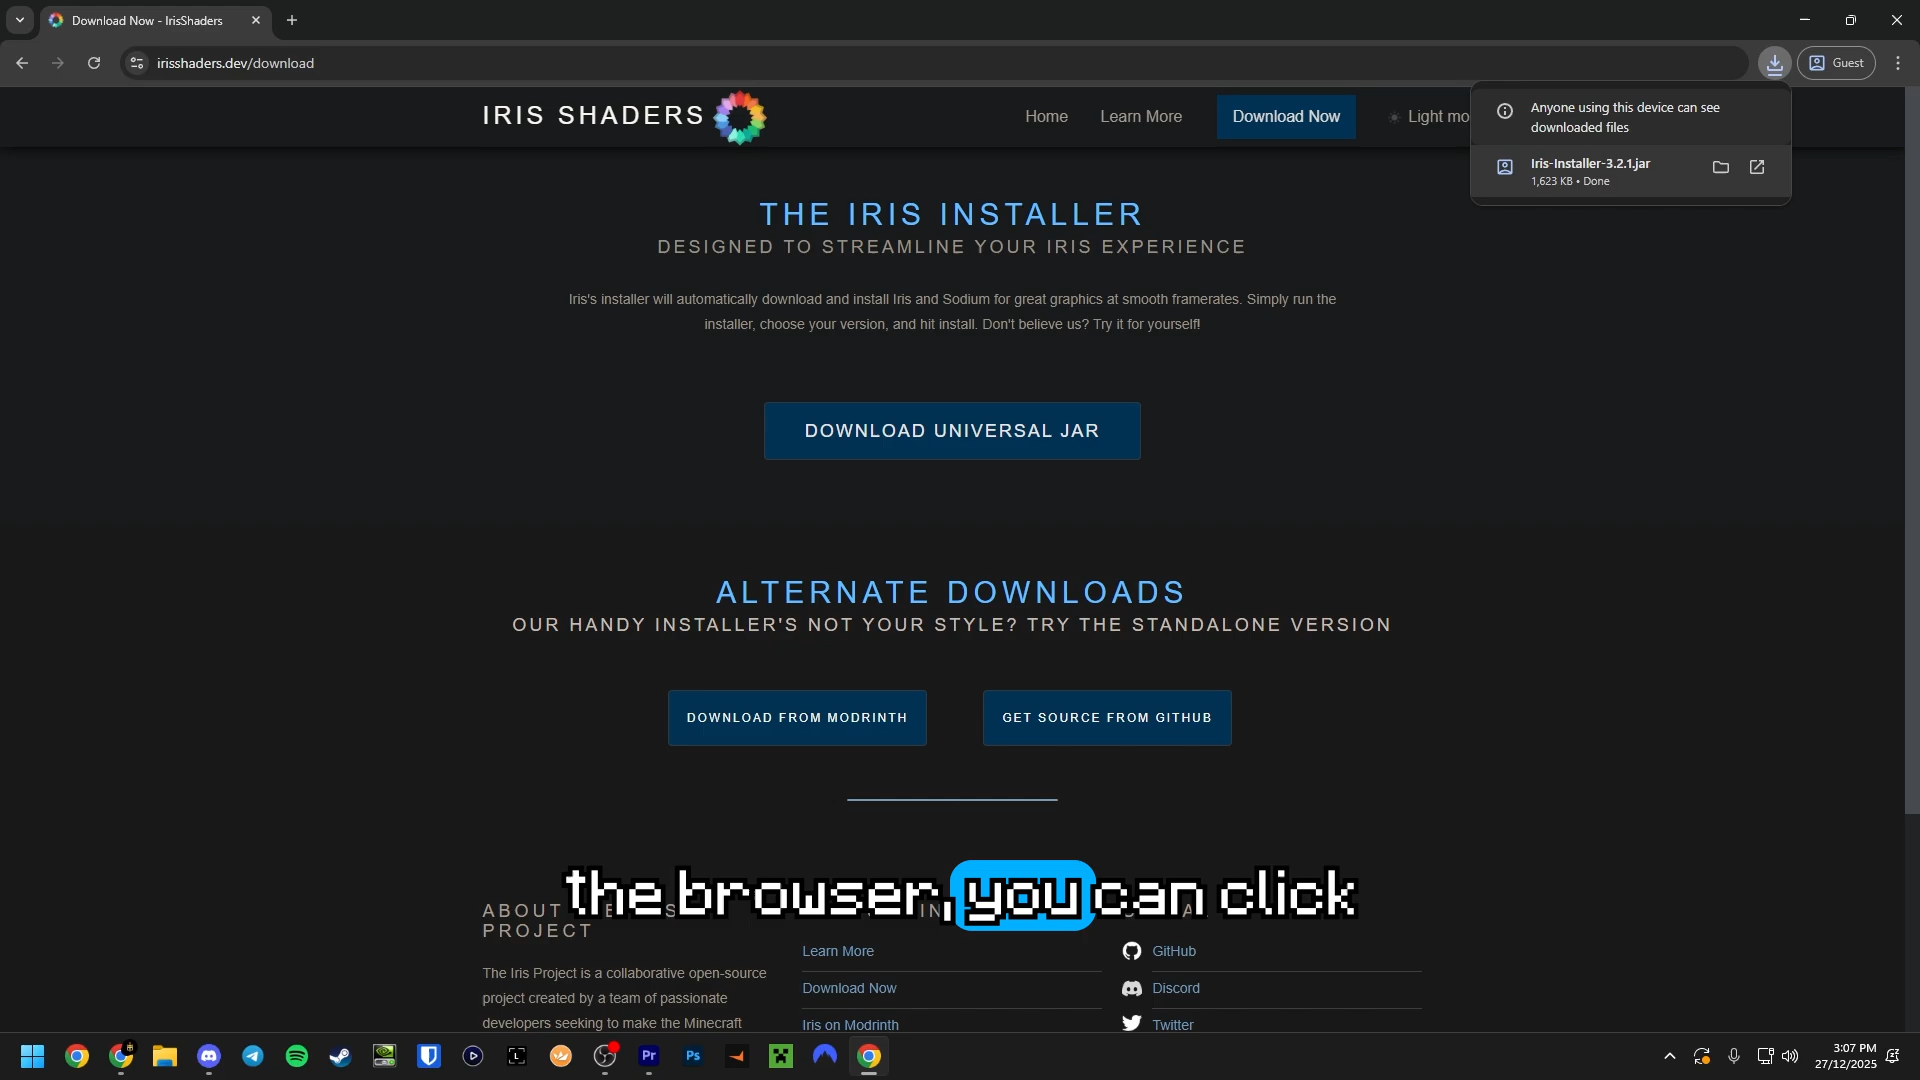 Download Now - IrisShaders
irisshaders.dev/download
Guest
IRIS SHADERS
Home
Learn More
Download Now
Light mo
Anyone using this device can see
downloaded files
Iris-Installer-3.2.1.jar
1,623 KB • Done
THE IRIS INSTALLER
DESIGNED TO STREAMLINE YOUR IRIS EXPERIENCE
Iris's installer will automatically download and install Iris and Sodium for great graphics at smooth framerates. Simply run the
installer, choose your version, and hit install. Don't believe us? Try it for yourself!
DOWNLOAD UNIVERSAL JAR
ALTERNATE DOWNLOADS
OUR HANDY INSTALLER'S NOT YOUR STYLE? TRY THE STANDALONE VERSION
DOWNLOAD FROM MODRINTH
GET SOURCE FROM GITHUB
the browser, you can click
ABOUT
PROJECT
The Iris Project is a collaborative open-source
project created by a team of passionate
developers seeking to make the Minecraft
Learn More
Download Now
Iris on Modrinth
GitHub
Discord
Twitter
Pr
Ps
L
3:07 PM
27/12/2025